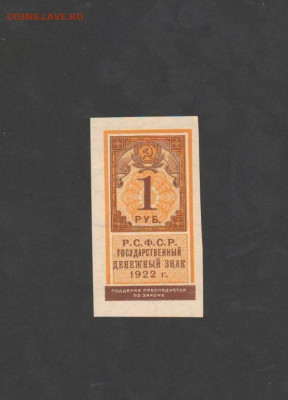 COINS.LAVE.RU
1
РУБ.
Р.С.Ф.С.Р.
ГОСУДАРСТВЕННЫЙ
ДЕНЕЖНЫЙ ЗНАК
1922 г.
ПОДДЕЛКА ПРЕСЛЕДУЕТСЯ
ПО ЗАКОНУ